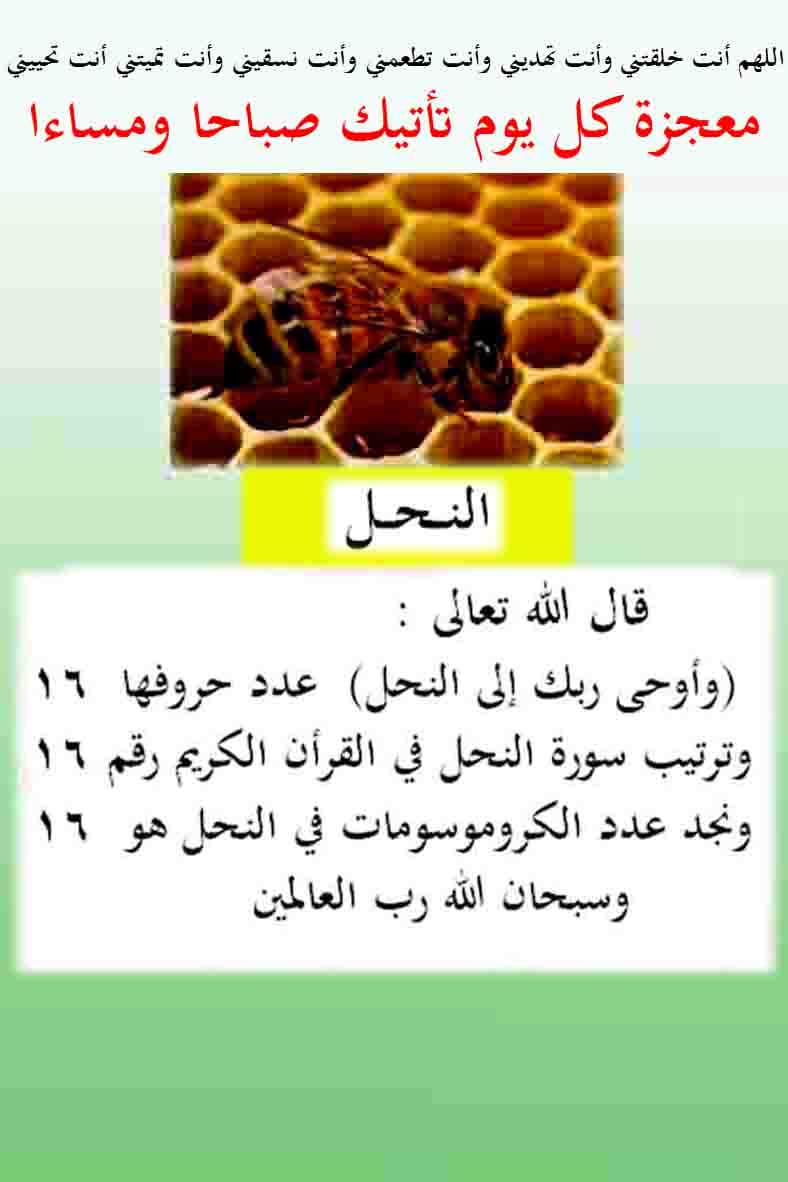 اللهم أنت خلقتني وأنت تهديني وأنت تطعمني وأنت نسقيني وأنت تميتني أنت تحييني
معجزة كل يوم تأتيك صباحا ومساءا
النـحـل
قال الله تعالى :
(وأوحى ربك إلى النحل) عدد حروفها ١٦
وترتيب سورة النحل في القرأن الكريم رقم ١٦
ونجد عدد الكروموسومات في النحل هو ١٦
وسبحان الله رب العالمين